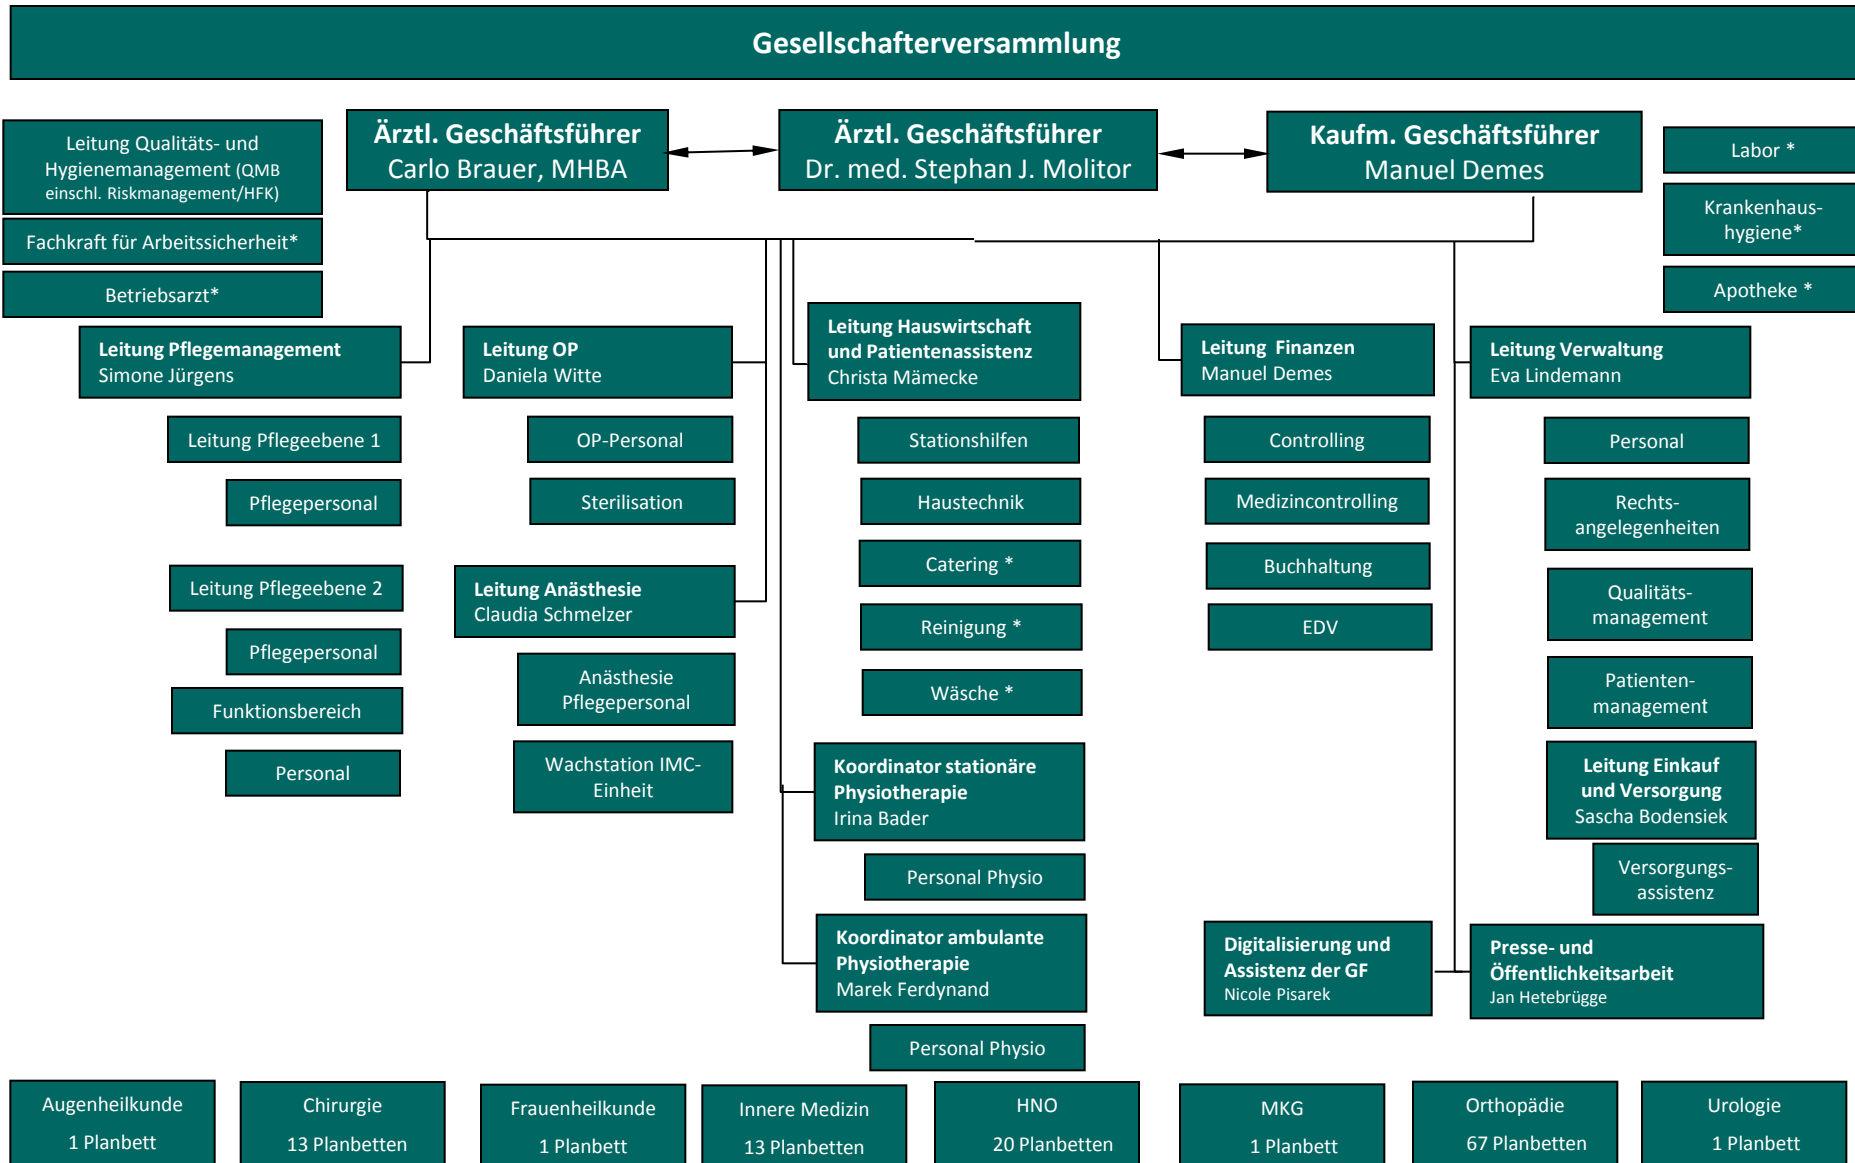 Gesellschafterversammlung
Leitung Qualitäts- und
Hygienemanagement (QMB
einschl. Riskmanagement/HFK)
Fachkraft für Arbeitssicherheit*
Betriebsarzt*
Ärztl. Geschäftsführer
Carlo Brauer, MHBA
Ärztl. Geschäftsführer
Dr. med. Stephan J. Molitor
Kaufm. Geschäftsführer
Manuel Demes
Labor *
Krankenhaus-
hygiene*
Apotheke *
Leitung Pflegemanagement
Simone Jürgens
Leitung Pflegeebene 1
Pflegepersonal
Leitung Pflegeebene 2
Pflegepersonal
Funktionsbereich
Personal
Leitung OP
Daniela Witte
OP-Personal
Sterilisation
Leitung Anästhesie
Claudia Schmelzer
Anästhesie
Pflegepersonal
Wachstation IMC-
Einheit
Leitung Hauswirtschaft
und Patientenassistenz
Christa Mämecke
Stationshilfen
Haustechnik
Catering *
Reinigung *
Wäsche *
Koordinator stationäre
Physiotherapie
Irina Bader
Personal Physio
Koordinator ambulante
Physiotherapie
Marek Ferdynand
Personal Physio
Leitung  Finanzen
Manuel Demes
Controlling
Medizincontrolling
Buchhaltung
EDV
Digitalisierung und
Assistenz der GF
Nicole Pisarek
Leitung Verwaltung
Eva Lindemann
Personal
Rechts-
angelegenheiten
Qualitäts-
management
Patienten-
management
Leitung Einkauf
und Versorgung
Sascha Bodensiek
Versorgungs-
assistenz
Presse- und
Öffentlichkeitsarbeit
Jan Hetebrügge
Augenheilkunde
1 Planbett
Chirurgie
13 Planbetten
Frauenheilkunde
1 Planbett
Innere Medizin
13 Planbetten
HNO
20 Planbetten
MKG
1 Planbett
Orthopädie
67 Planbetten
Urologie
1 Planbett